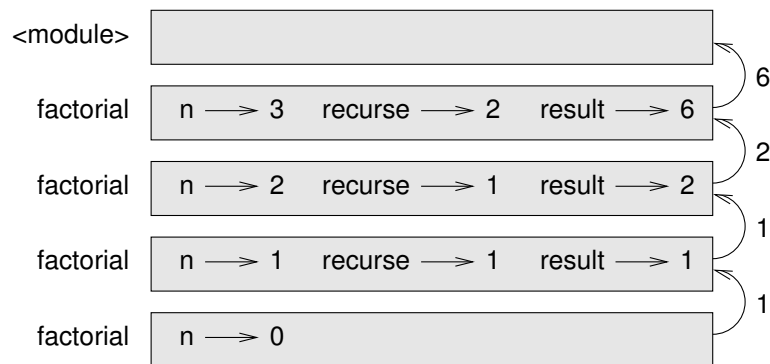 <module>
6
factorial n 3 recurse 2 result 6
2
factorial n 2 recurse 1 result 2
1
factorial n 1 recurse 1 result 1
1
factorial n 0